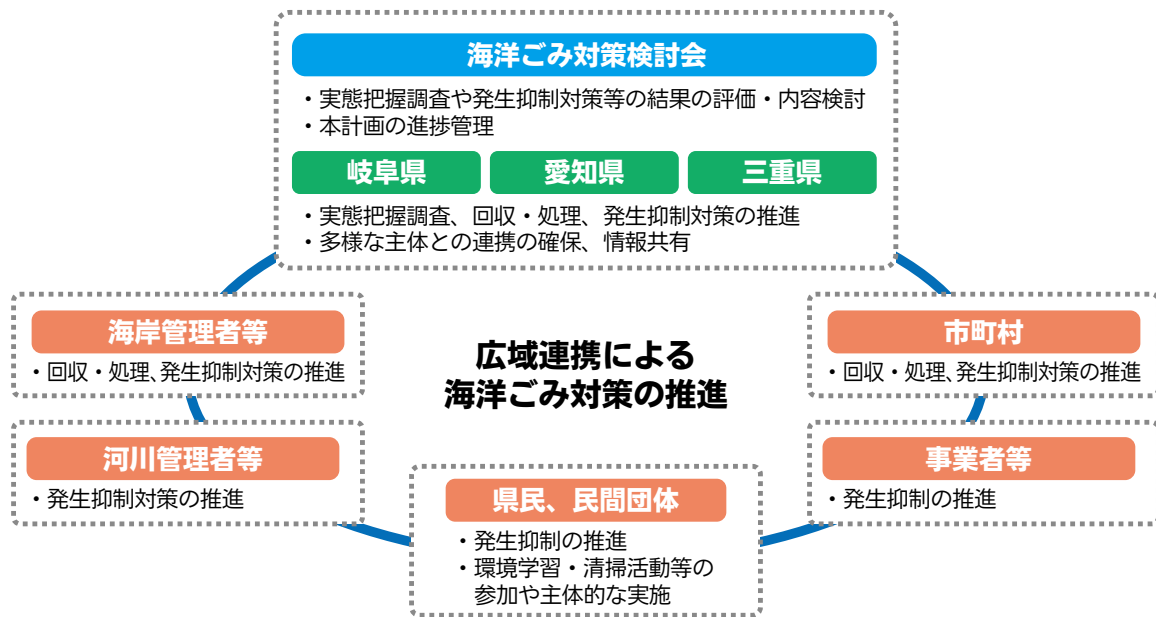 海洋ごみ対策検討会
・実態把握調査や発生抑制対策等の結果の評価・内容検討
・本計画の進捗管理
岐阜県
愛知県
三重県
・実態把握調査、回収・処理、発生抑制対策の推進
・多様な主体との連携の確保、情報共有
海岸管理者等
・回収・処理、発生抑制対策の推進
広域連携による
海洋ごみ対策の推進
市町村
・回収・処理、発生抑制対策の推進
河川管理者等
・発生抑制対策の推進
県民、民間団体
・発生抑制の推進
・環境学習・清掃活動等の
参加や主体的な実施
事業者等
・発生抑制の推進